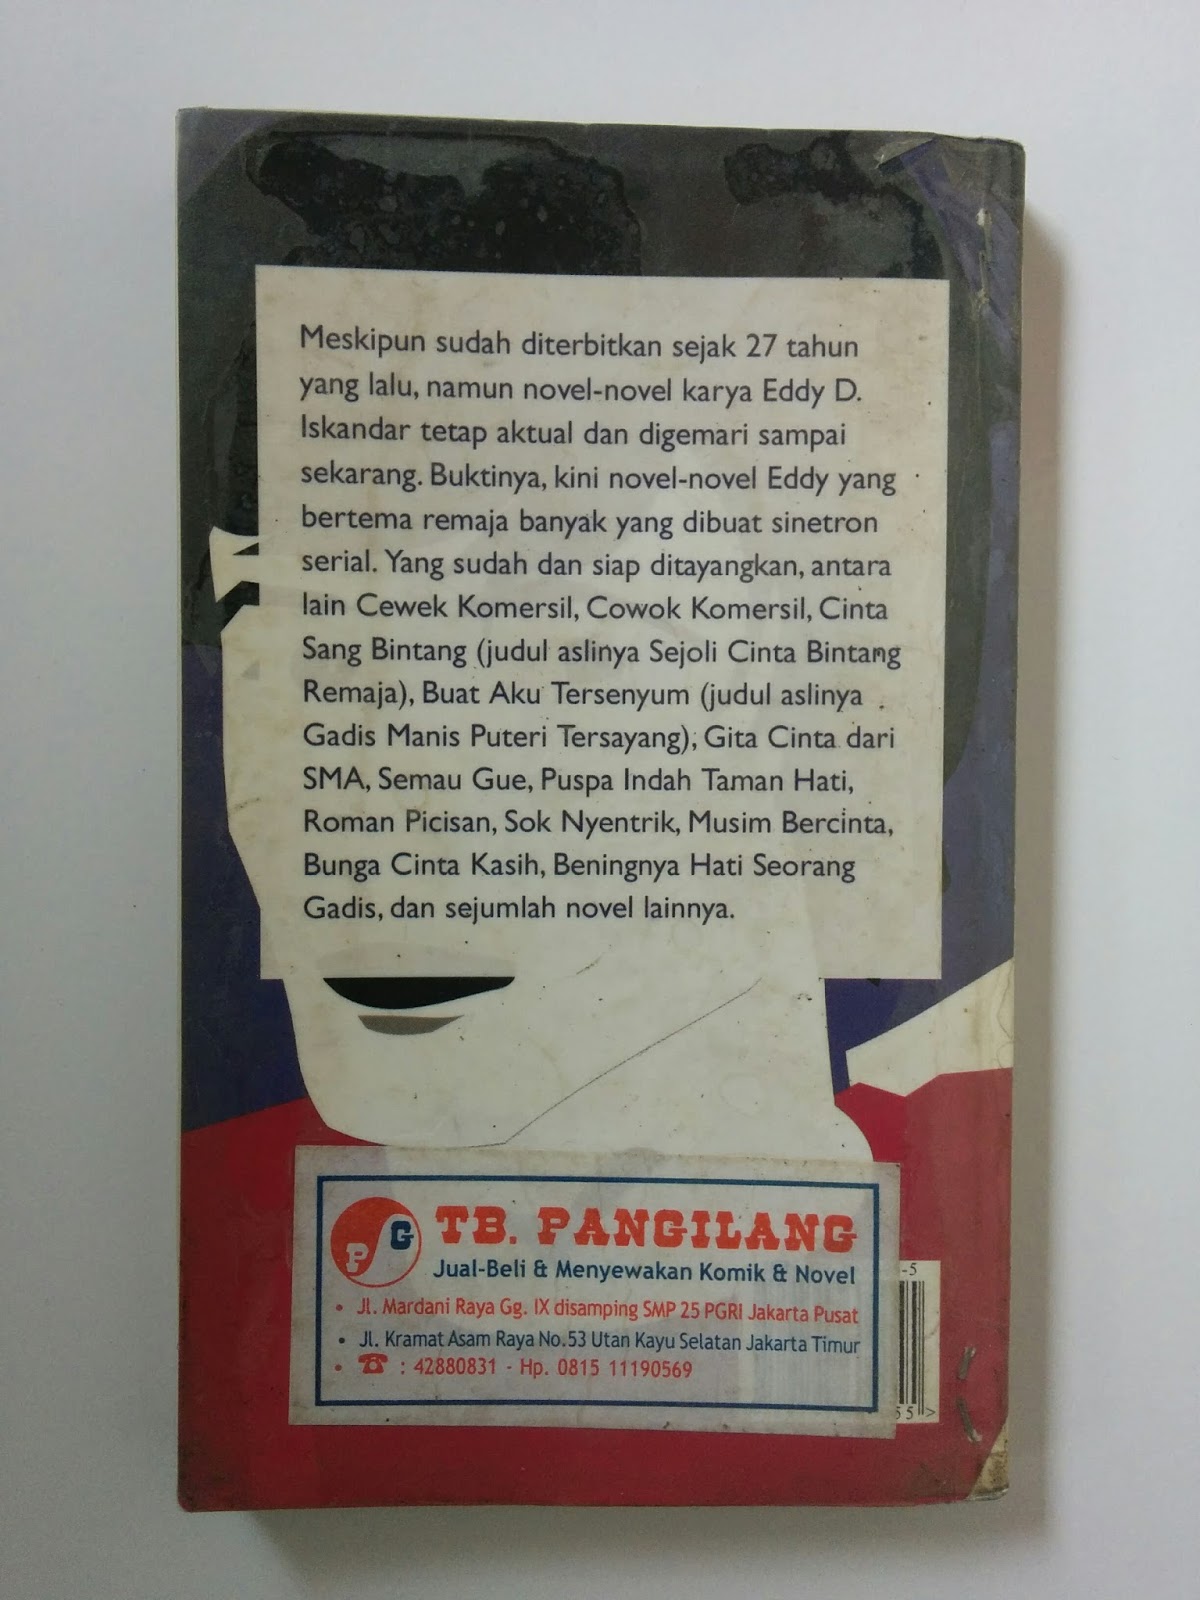 Meskipun sudah diterbitkan sejak 27 tahun
yang lalu, namun novel-novel karya Eddy D.
Iskandar tetap aktual dan digemari sampai
sekarang. Buktinya, kini novel-novel Eddy yang
bertema remaja banyak yang dibuat sinetron
serial. Yang sudah dan siap ditayangkan, antara
lain Cewek Komersil, Cowok Komersil, Cinta
Sang Bintang (judul aslinya Sejoli Cinta Bintang
Remaja), Buat Aku Tersenyum (judul aslinya
Gadis Manis Puteri Tersayang), Gita Cinta dari
SMA, Semau Gue, Puspa Indah Taman Hati,
Roman Picisan, Sok Nyentrik, Musim Bercinta,
Bunga Cinta Kasih, Beningnya Hati Seorang
Gadis, dan sejumlah novel lainnya.
PG TB. PANGILANG
Jual-Beli & Menyewakan Komik & Novel
• Jl. Mardani Raya Gg. IX disamping SMP 25 PGRI Jakarta Pusat
• Jl. Kramat Asam Raya No.53 Utan Kayu Selatan Jakarta Timur
• ☎ : 42880831 - Hp. 0815 11190569
-5
55>